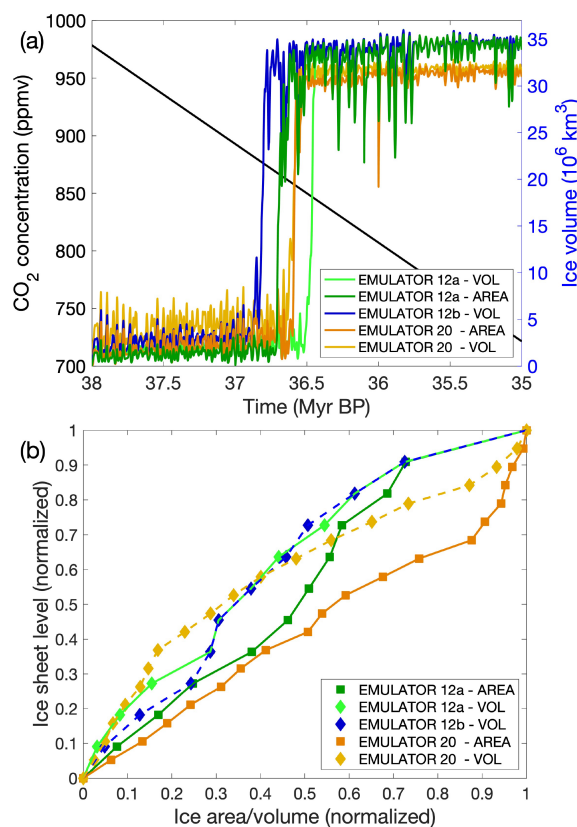 (a)
1000
950
900
850
800
750
700
CO2 concentration (ppmv)
35
30
25
20
15
10
5
0
Ice volume (10^6 km^3)
EMULATOR 12a - VOL
EMULATOR 12a - AREA
EMULATOR 12b - VOL
EMULATOR 20 - AREA
EMULATOR 20 - VOL
38 37.5 37 36.5 36 35.5 35
Time (Myr BP)
(b)
1
0.9
0.8
0.7
0.6
0.5
0.4
0.3
0.2
0.1
0
Ice sheet level (normalized)
EMULATOR 12a - AREA
EMULATOR 12a - VOL
EMULATOR 12b - VOL
EMULATOR 20 - AREA
EMULATOR 20 - VOL
0 0.1 0.2 0.3 0.4 0.5 0.6 0.7 0.8 0.9 1
Ice area/volume (normalized)